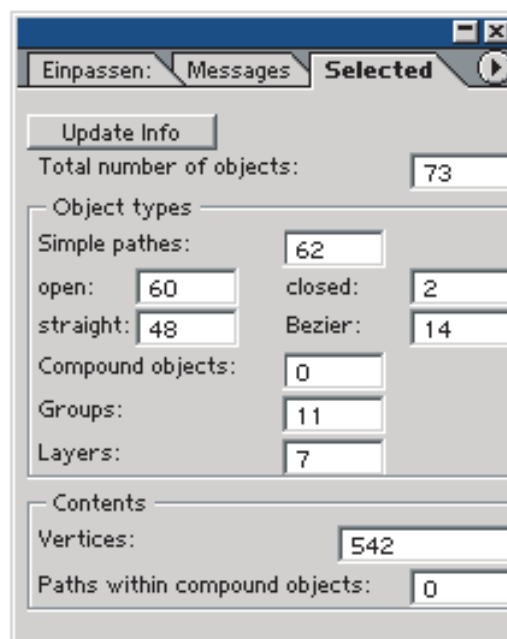 Einpassen: Messages Selected
Update Info
Total number of objects: 73
Object types
Simple pathes: 62
open: 60 closed: 2
straight: 48 Bezier: 14
Compound objects: 0
Groups: 11
Layers: 7
Contents
Vertices: 542
Paths within compound objects: 0